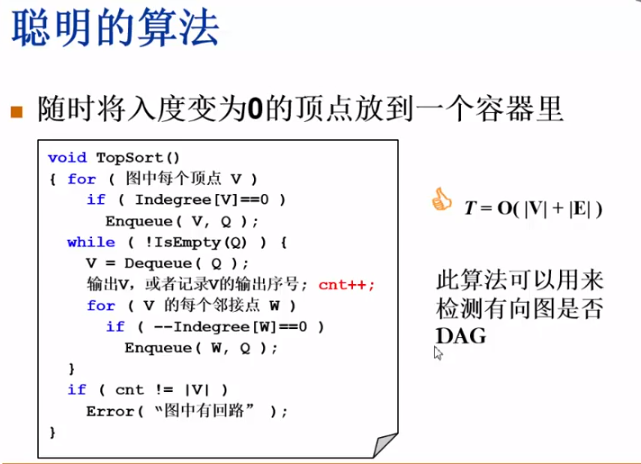 聪明的算法
随时将入度变为0的顶点放到一个容器里
void TopSort()
{ for ( 图中每个顶点 V )
if ( Indegree[V]==0 )
Enqueue( V, Q );
while ( !IsEmpty(Q) ) {
V = Dequeue( Q );
输出V，或者记录V的输出序号; cnt++;
for ( V 的每个邻接点 W )
if ( --Indegree[W]==0 )
Enqueue( W, Q );
}
if ( cnt != |V| )
Error( “图中有回路” );
}
T = O( |V| + |E| )
此算法可以用来
检测有向图是否
DAG